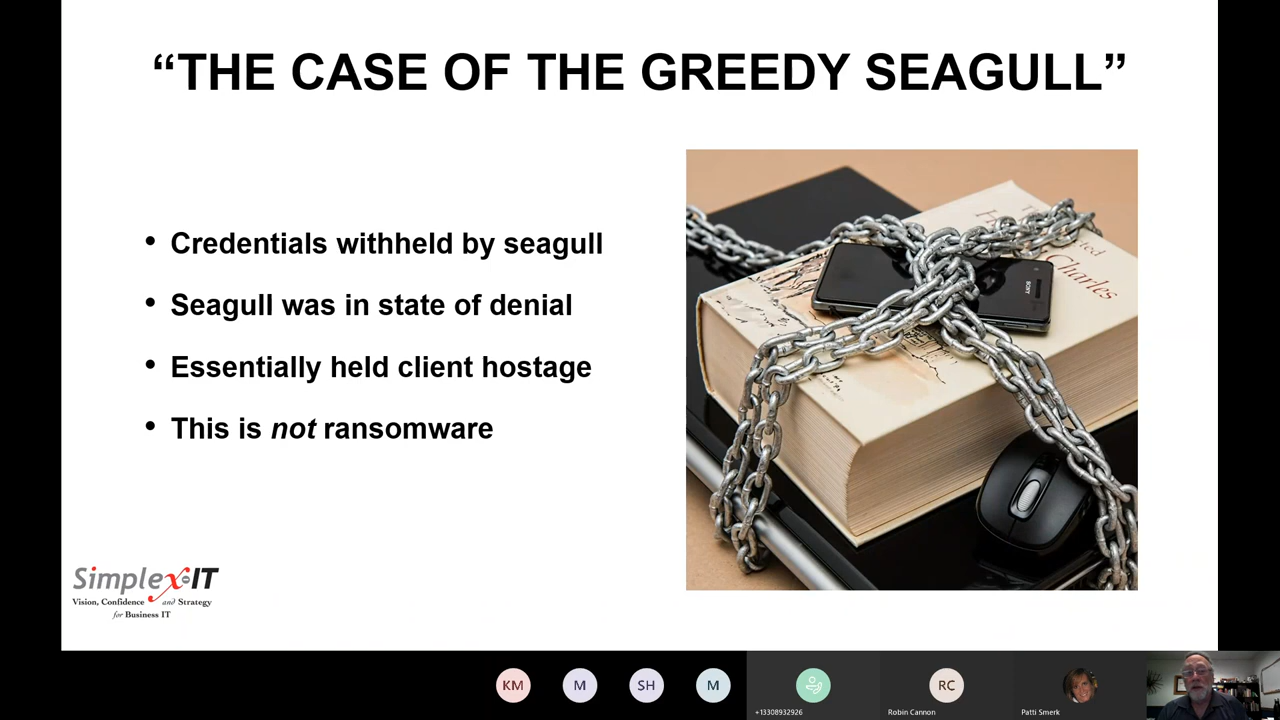 “THE CASE OF THE GREEDY SEAGULL”
• Credentials withheld by seagull
• Seagull was in state of denial
• Essentially held client hostage
• This is not ransomware
Charles
SONY
Simplex-IT
Vision, Confidence and Strategy
for Business IT
KM
M
SH
M
RC
+13308932926
Robin Cannon
Patti Smerk